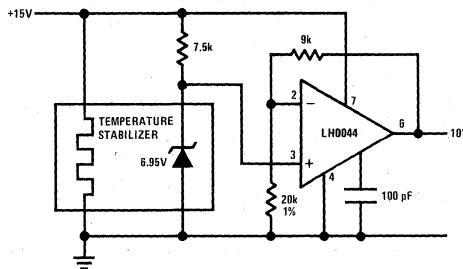 +15V
7.5k
9k
TEMPERATURE
STABILIZER
6.95V
2
7
LH0044
6
10
3
4
20k
1%
100 pF